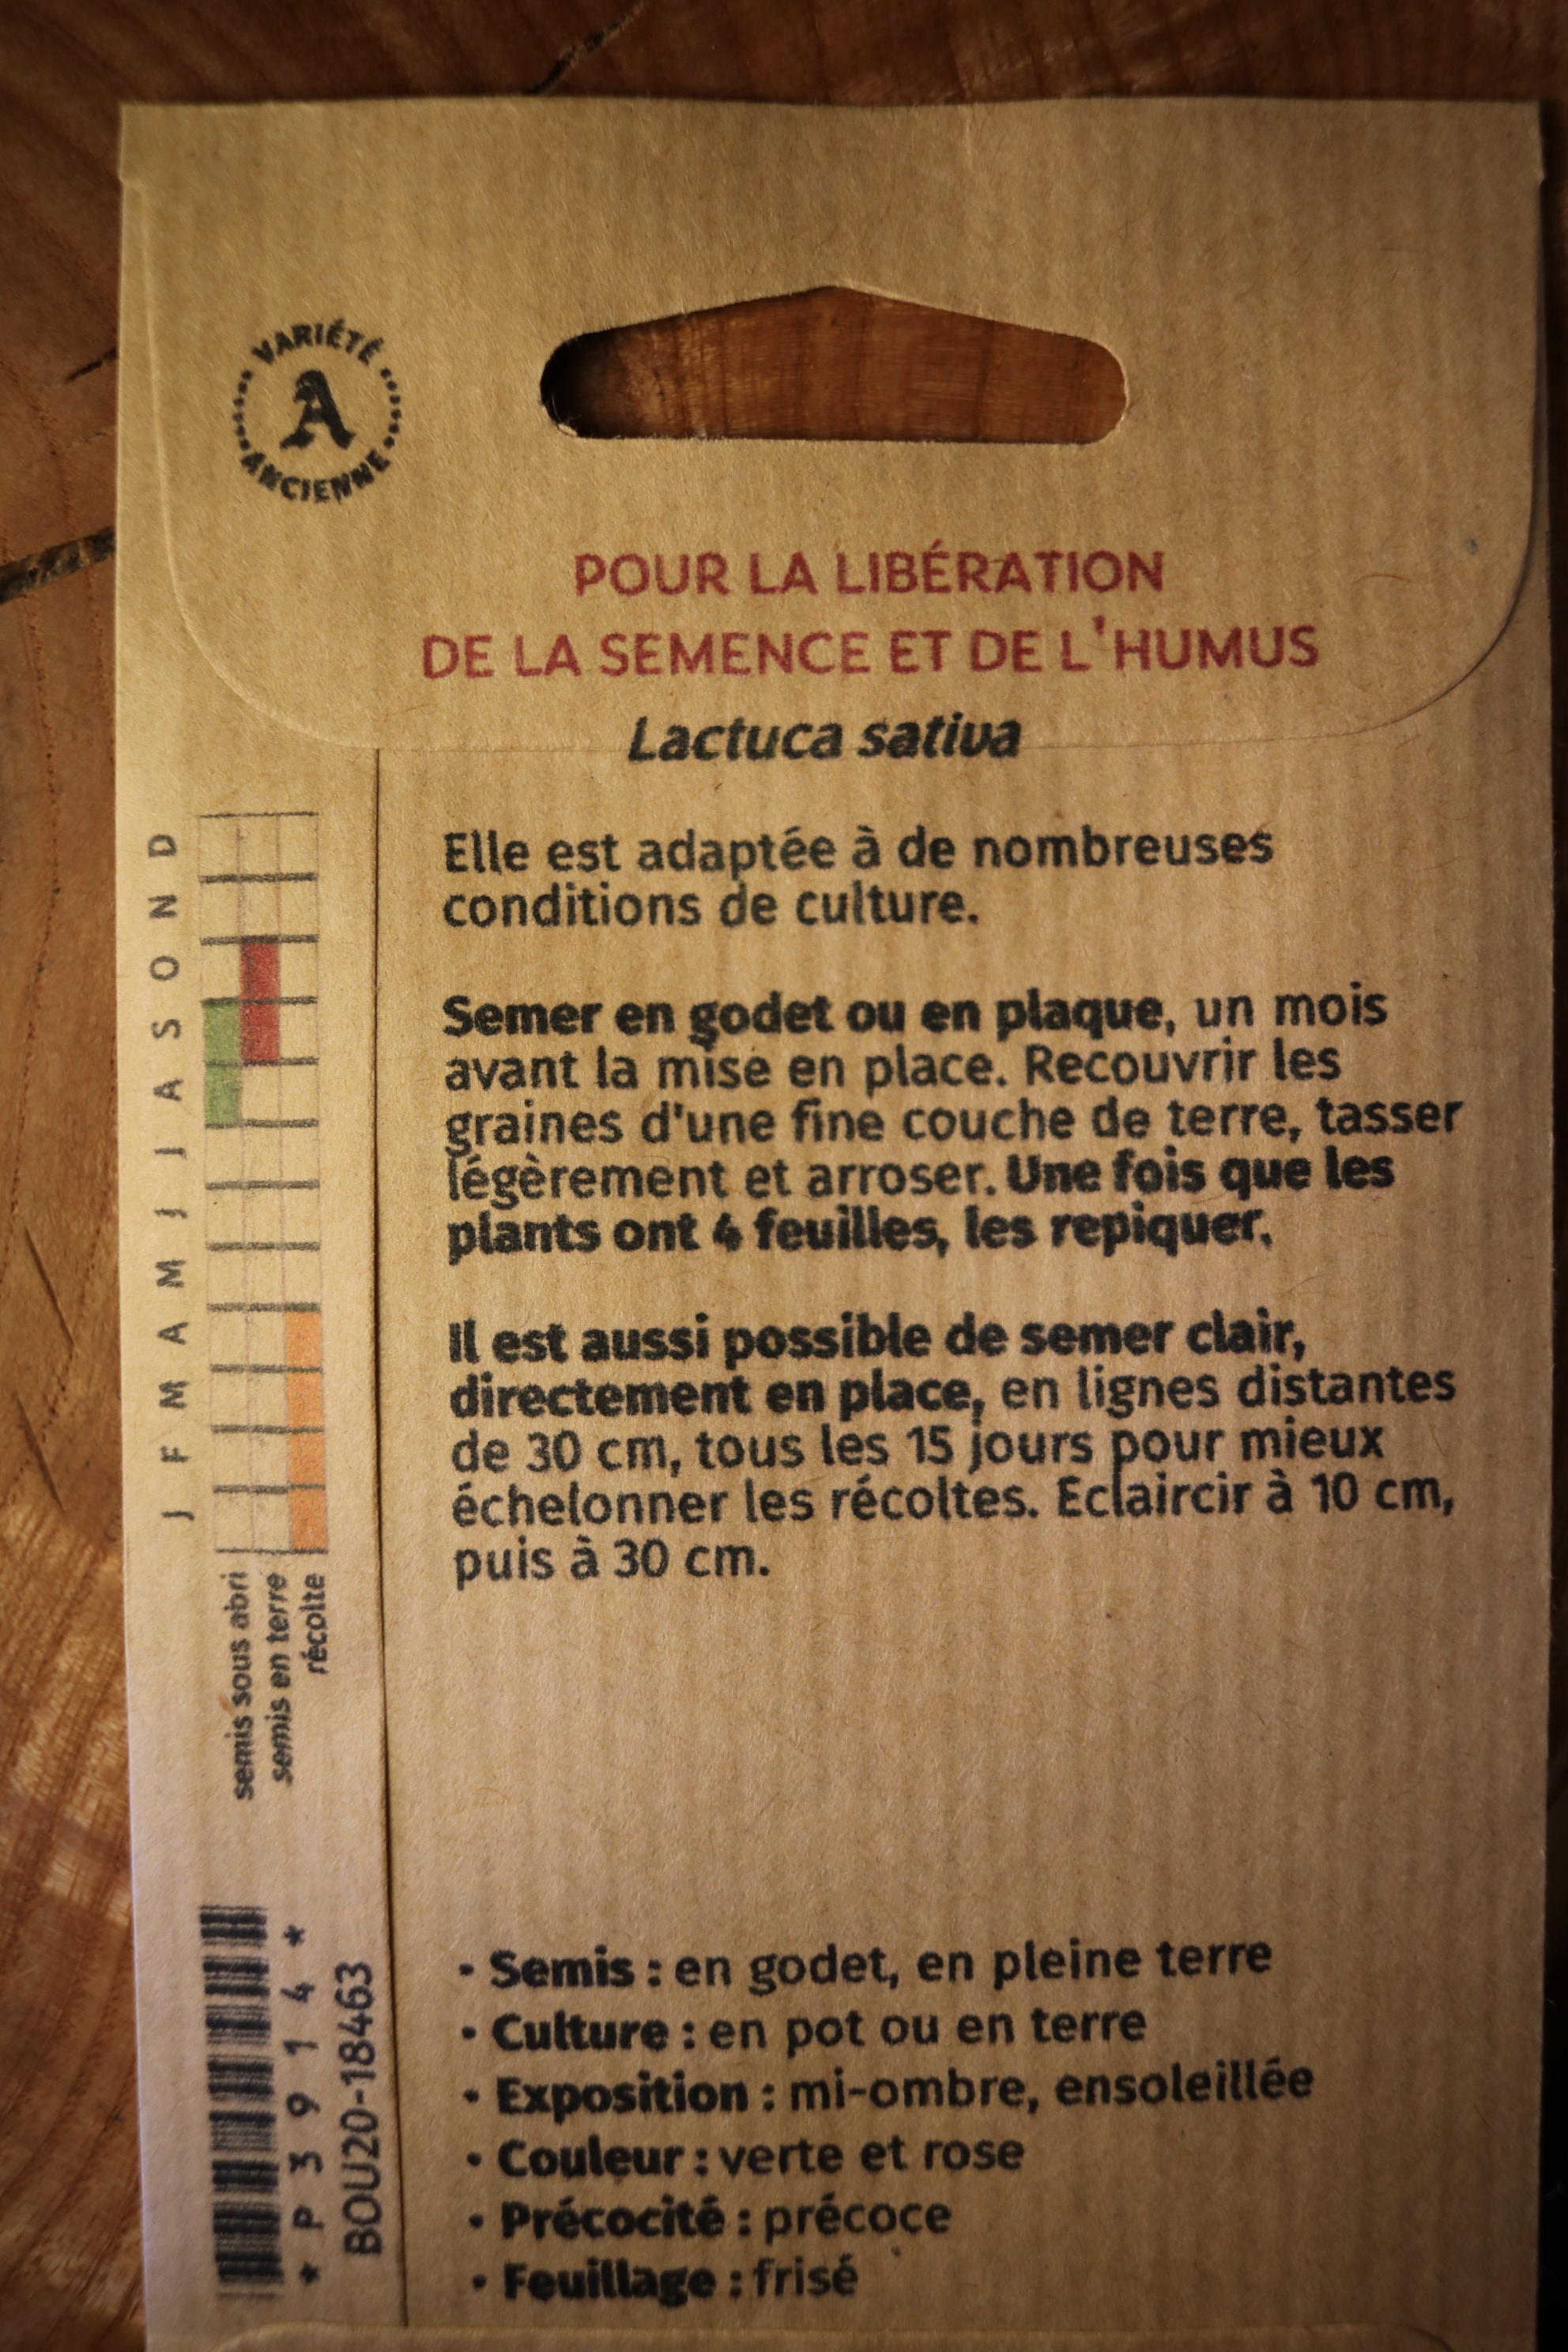 VARIÉTÉ
A
ANCIENNE
POUR LA LIBÉRATION
DE LA SEMENCE ET DE L'HUMUS
Lactuca sativa
Elle est adaptée à de nombreuses
conditions de culture.
Semer en godet ou en plaque, un mois
avant la mise en place. Recouvrir les
graines d'une fine couche de terre, tasser
légèrement et arroser. Une fois que les
plants ont 4 feuilles, les repiquer.
Il est aussi possible de semer clair,
directement en place, en lignes distantes
de 30 cm, tous les 15 jours pour mieux
échelonner les récoltes. Eclaircir à 10 cm,
puis à 30 cm.
• Semis : en godet, en pleine terre
• Culture : en pot ou en terre
• Exposition : mi-ombre, ensoleillée
• Couleur : verte et rose
• Précocité : précoce
• Feuillage : frisé
J F M A M J J A S O N D
semis sous abri
semis en terre
récolte
* P 3 9 1 4 *
BOU20-18463